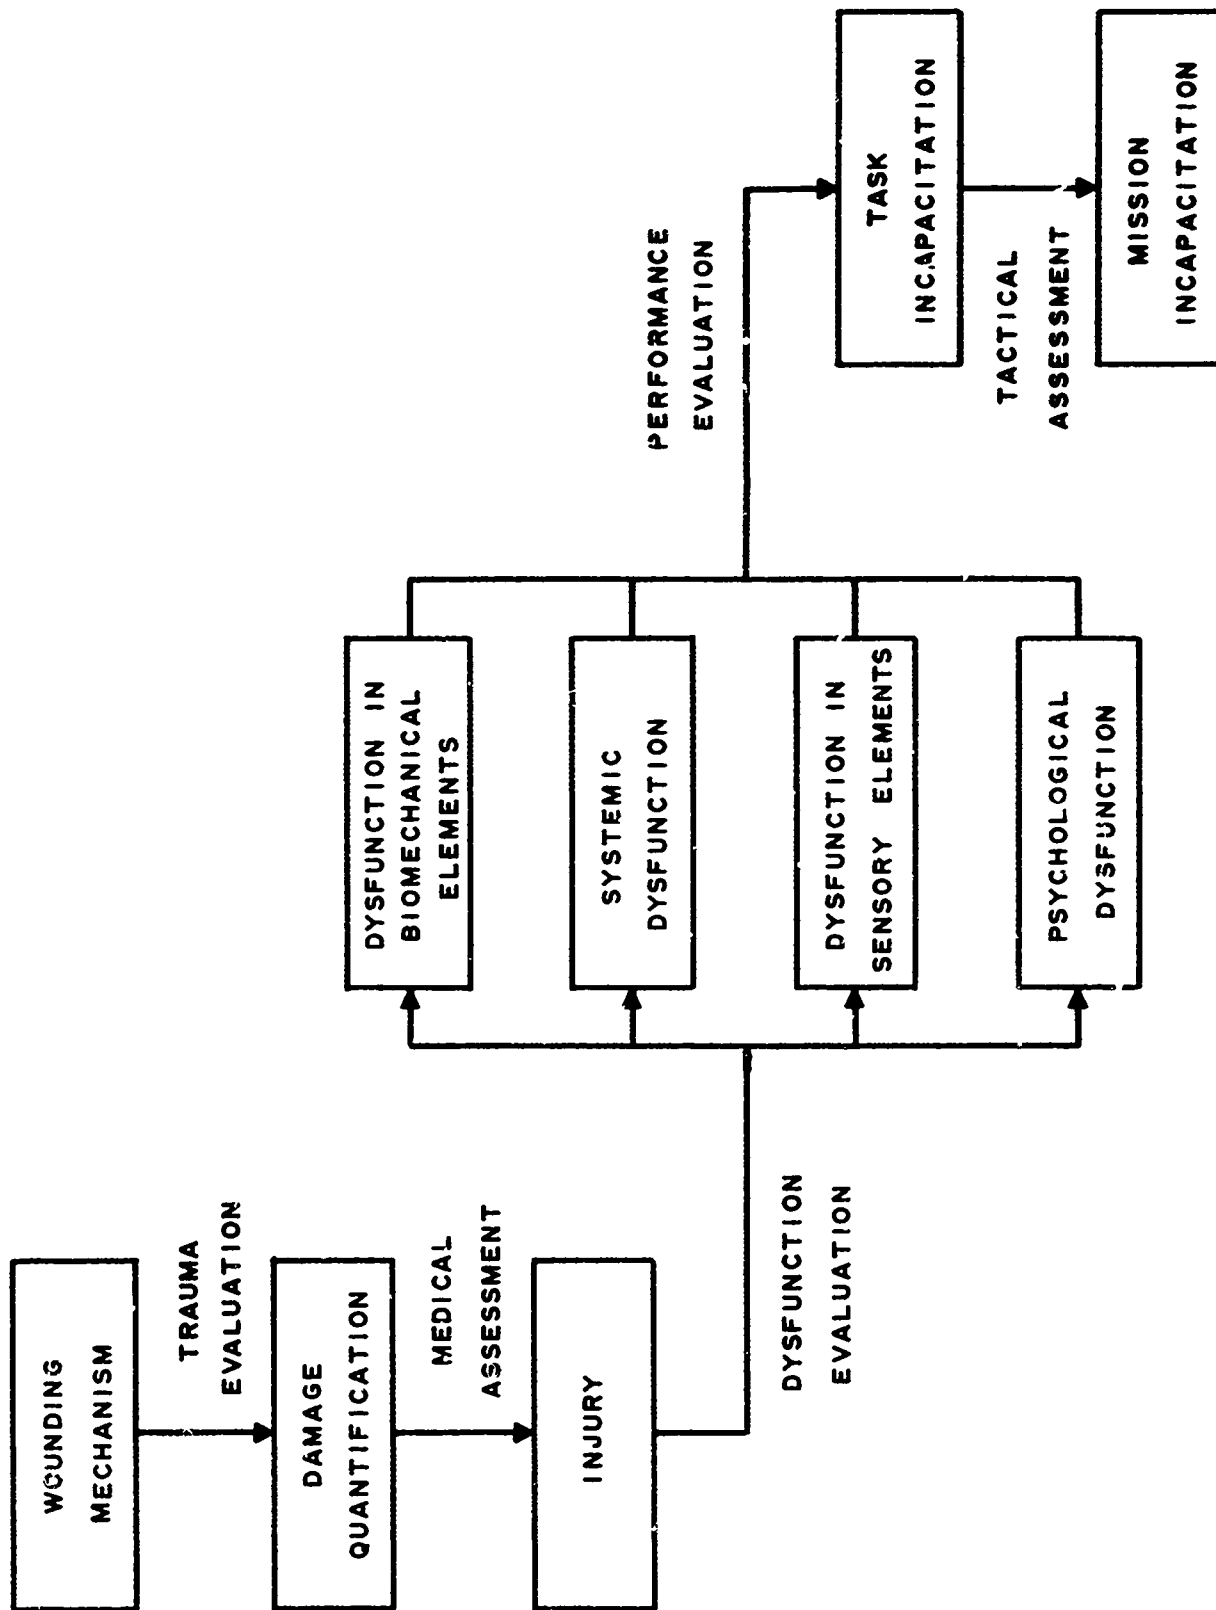 WOUNDING
MECHANISM
TRAUMA
EVALUATION
DAMAGE
QUANTIFICATION
MEDICAL
ASSESSMENT
INJURY
DYSFUNCTION
EVALUATION
DYSFUNCTION IN
BIOMECHANICAL
ELEMENTS
SYSTEMIC
DYSFUNCTION
DYSFUNCTION IN
SENSORY ELEMENTS
PSYCHOLOGICAL
DYSFUNCTION
PERFORMANCE
EVALUATION
TASK
INCAPACITATION
TACTICAL
ASSESSMENT
MISSION
INCAPACITATION